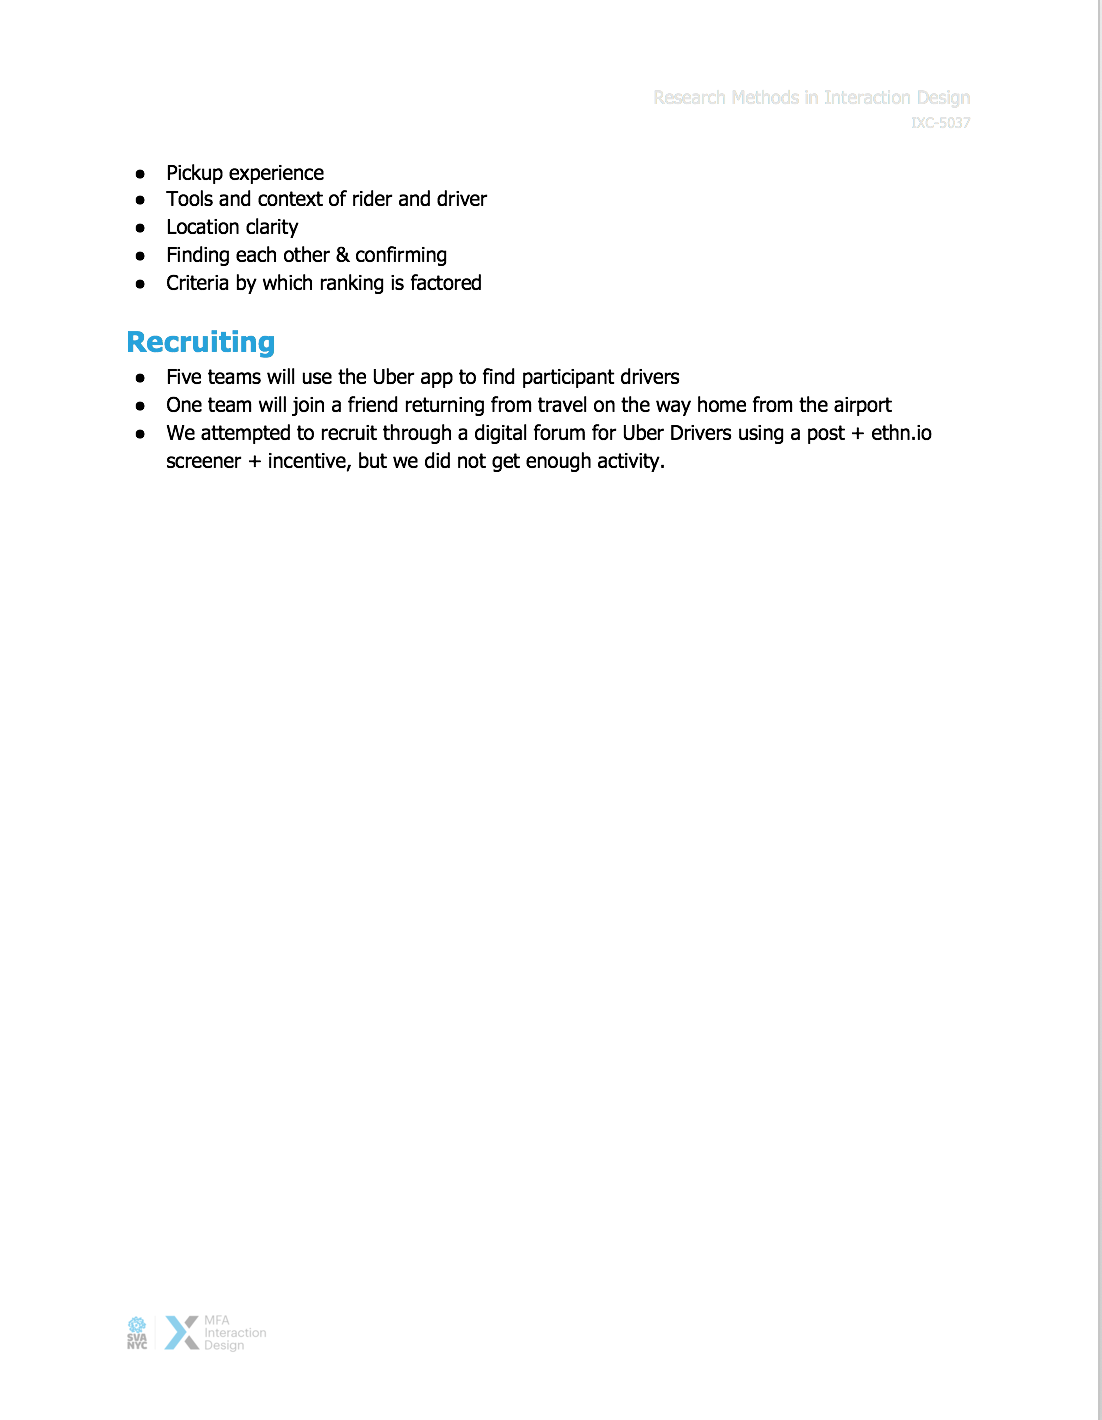 Research Methods in Interaction Design
IXC-5037
● Pickup experience
● Tools and context of rider and driver
● Location clarity
● Finding each other & confirming
● Criteria by which ranking is factored
Recruiting
● Five teams will use the Uber app to find participant drivers
● One team will join a friend returning from travel on the way home from the airport
● We attempted to recruit through a digital forum for Uber Drivers using a post + ethn.io
screener + incentive, but we did not get enough activity.
SVA
NYC
MFA
Interaction
Design